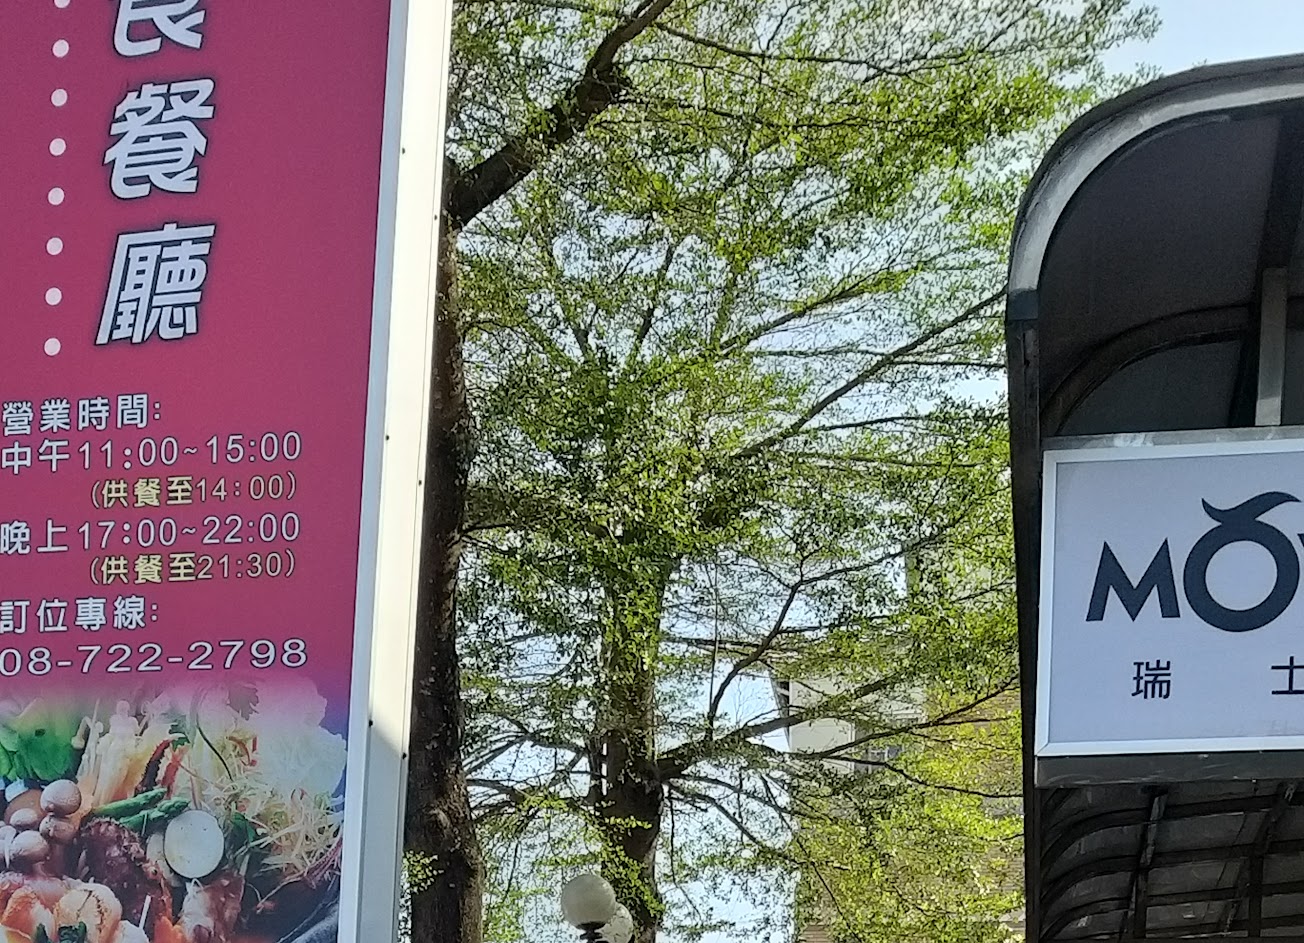 食餐廳
營業時間:
中午11:00~15:00
(供餐至14:00)
晚上17:00~22:00
(供餐至21:30)
訂位專線:
08-722-2798
MO
瑞士